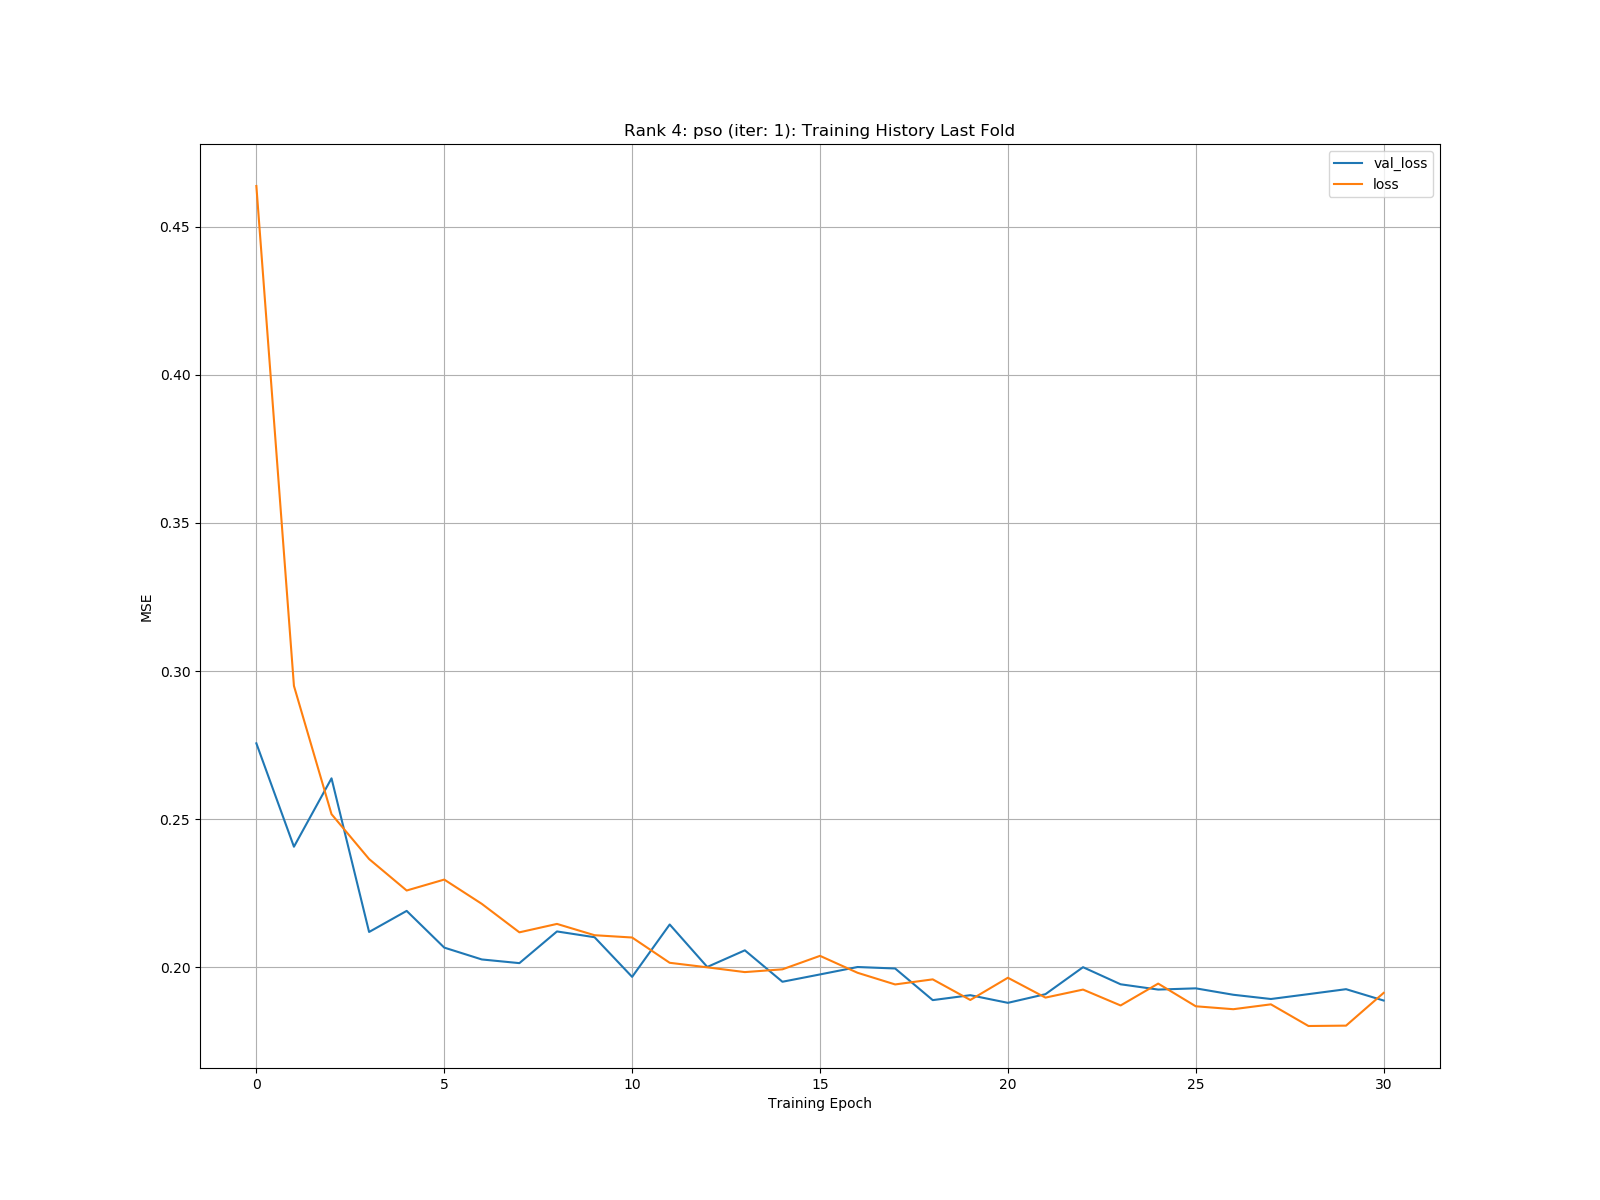 Rank 4: pso (iter: 1): Training History Last Fold
val_loss
loss
0.45
0.40
0.35
0.30
0.25
0.20
MSE
0 5 10 15 20 25 30
Training Epoch